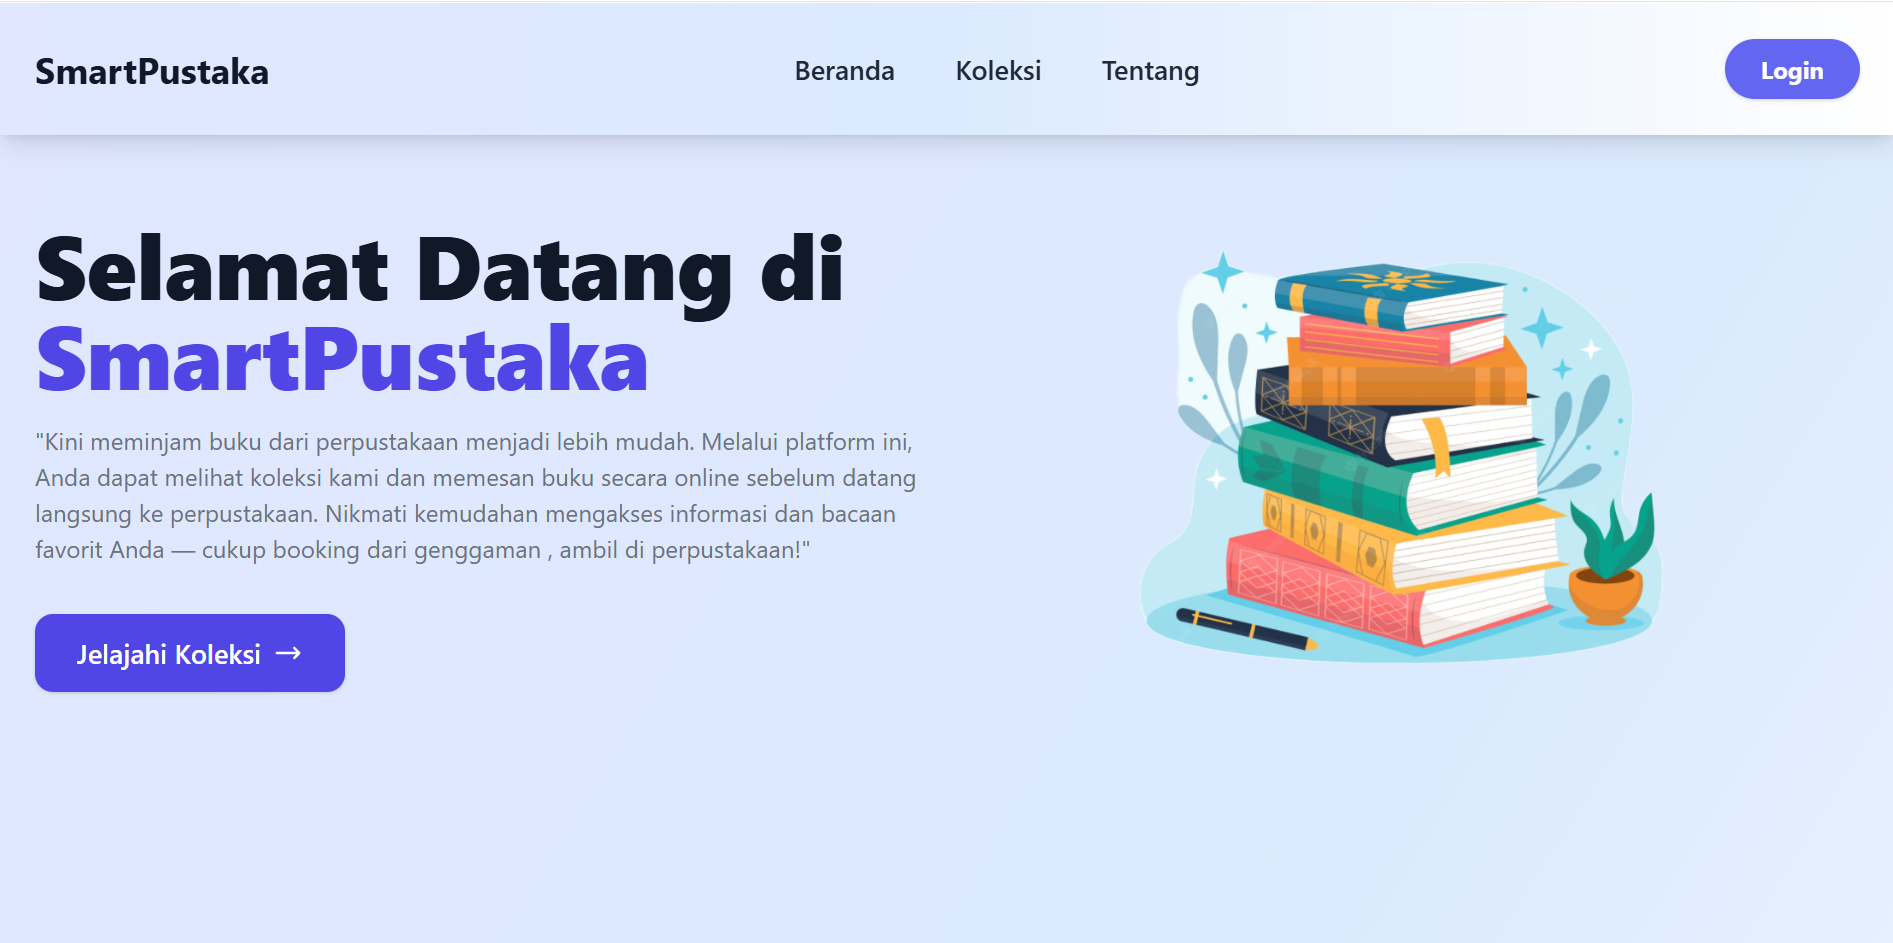 SmartPustaka
Beranda
Koleksi
Tentang
Login
Selamat Datang di
SmartPustaka
"Kini meminjam buku dari perpustakaan menjadi lebih mudah. Melalui platform ini,
Anda dapat melihat koleksi kami dan memesan buku secara online sebelum datang
langsung ke perpustakaan. Nikmati kemudahan mengakses informasi dan bacaan
favorit Anda — cukup booking dari genggaman , ambil di perpustakaan!"
Jelajahi Koleksi →